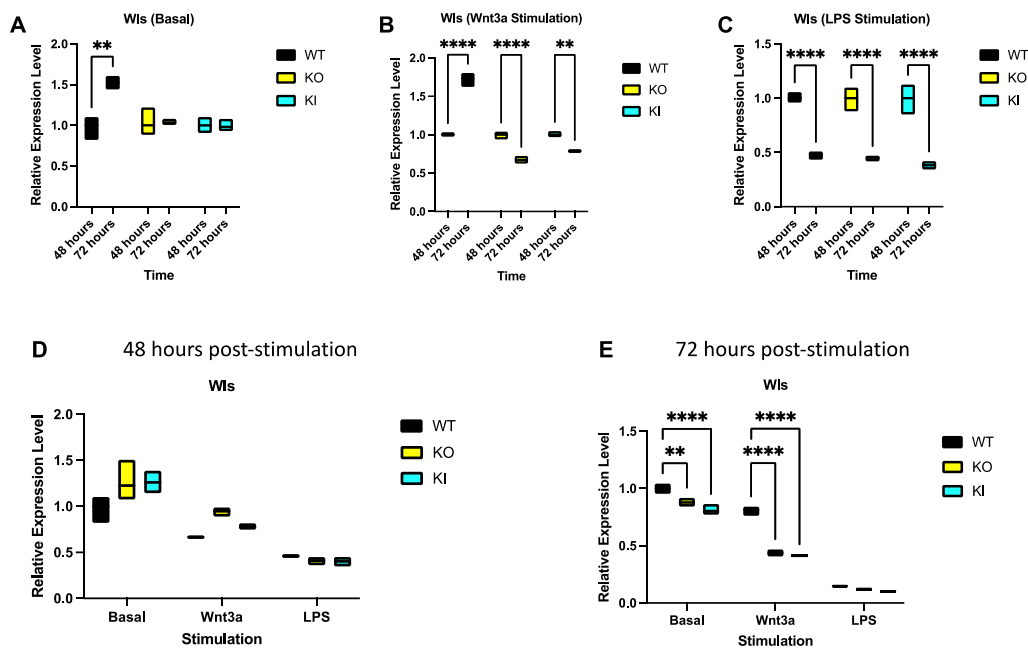 A
WIs (Basal)
Relative Expression Level
2.0
1.5
1.0
0.5
0.0
**
48 hours
72 hours
48 hours
72 hours
48 hours
72 hours
Time
WT
KO
KI
B
WIs (Wnt3a Stimulation)
Relative Expression Level
2.0
1.5
1.0
0.5
0.0
**** **** **
48 hours
72 hours
48 hours
72 hours
48 hours
72 hours
Time
WT
KO
KI
C
WIs (LPS Stimulation)
Relative Expression Level
1.5
1.0
0.5
0.0
**** **** ****
48 hours
72 hours
48 hours
72 hours
48 hours
72 hours
Time
WT
KO
KI
D 48 hours post-stimulation
WIs
Relative Expression Level
2.0
1.5
1.0
0.5
0.0
Basal Wnt3a LPS
Stimulation
WT
KO
KI
E 72 hours post-stimulation
WIs
Relative Expression Level
1.5
1.0
0.5
0.0
**** ****
** ****
Basal Wnt3a LPS
Stimulation
WT
KO
KI